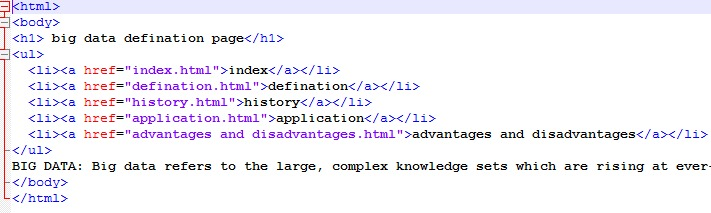 <html>
<body>
<h1> big data defination page</h1>
<ul>
<li><a href="index.html">index</a></li>
<li><a href="defination.html">defination</a></li>
<li><a href="history.html">history</a></li>
<li><a href="application.html">application</a></li>
<li><a href="advantages and disadvantages.html">advantages and disadvantages</a></li>
</ul>
BIG DATA: Big data refers to the large, complex knowledge sets which are rising at ever-
</body>
</html>